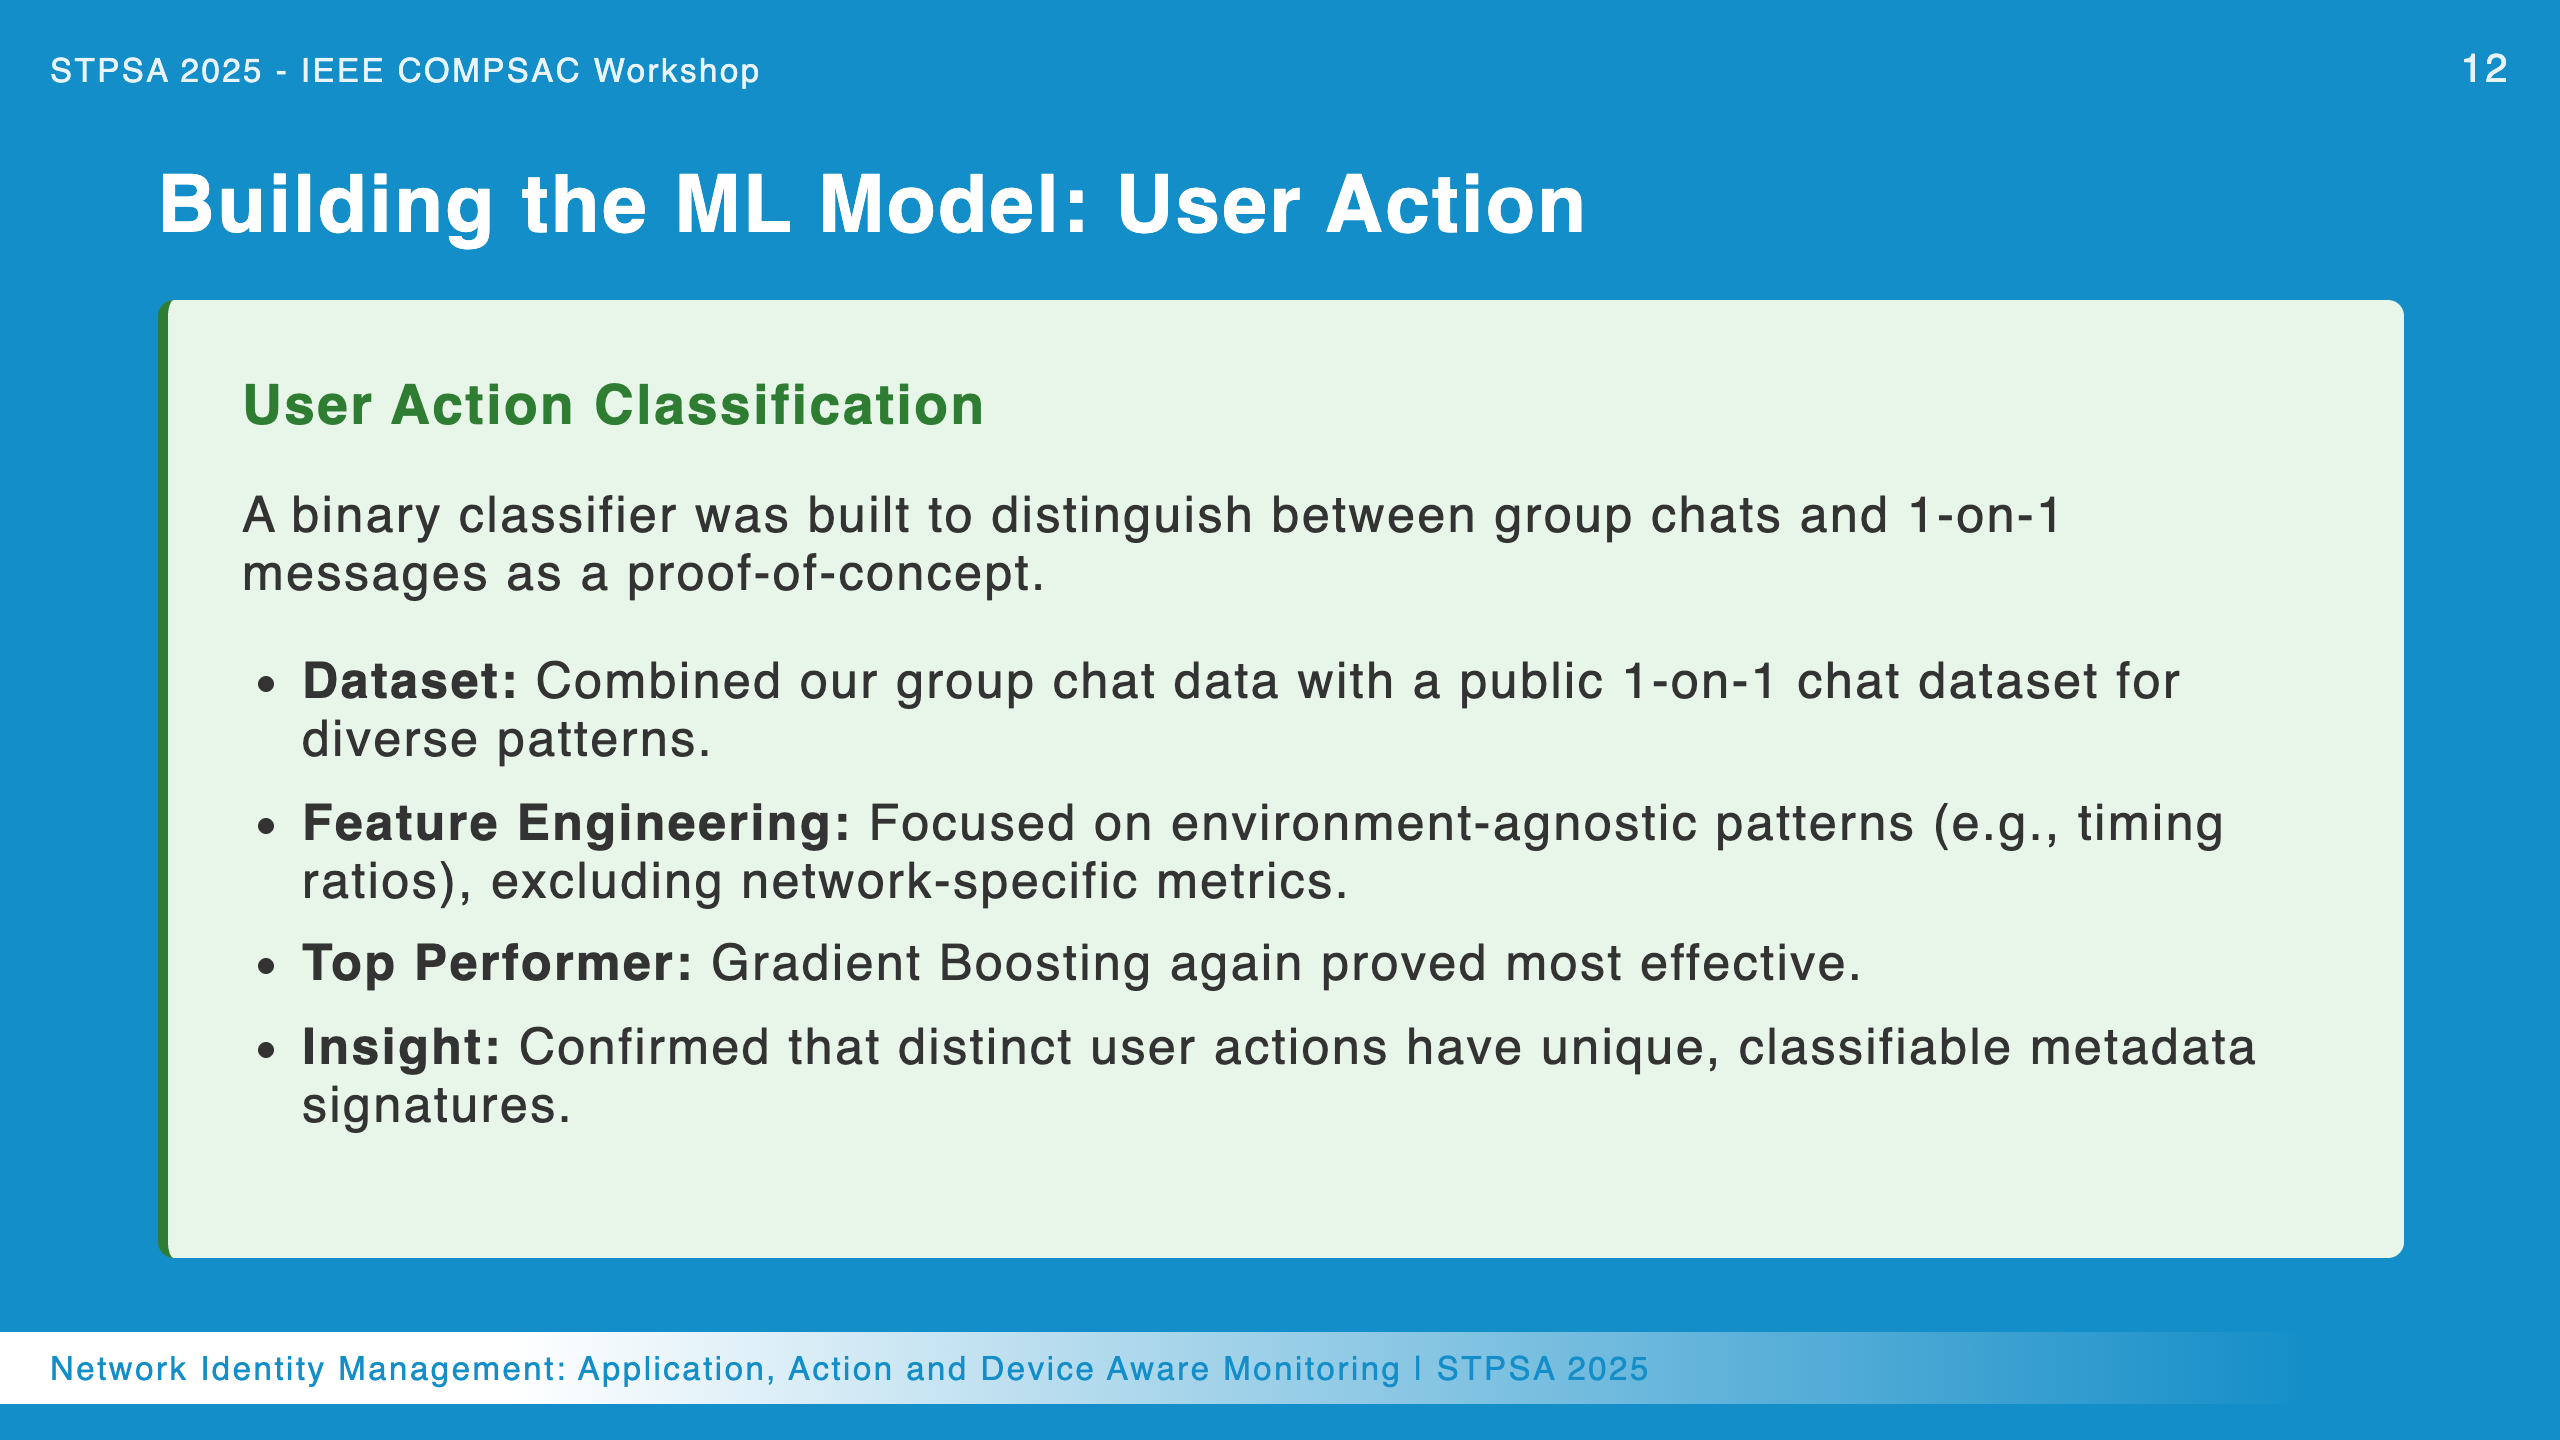 STPSA 2025 - IEEE COMPSAC Workshop
12
Building the ML Model: User Action
User Action Classification
A binary classifier was built to distinguish between group chats and 1-on-1
messages as a proof-of-concept.
• Dataset: Combined our group chat data with a public 1-on-1 chat dataset for
diverse patterns.
• Feature Engineering: Focused on environment-agnostic patterns (e.g., timing
ratios), excluding network-specific metrics.
• Top Performer: Gradient Boosting again proved most effective.
• Insight: Confirmed that distinct user actions have unique, classifiable metadata
signatures.
Network Identity Management: Application, Action and Device Aware Monitoring | STPSA 2025